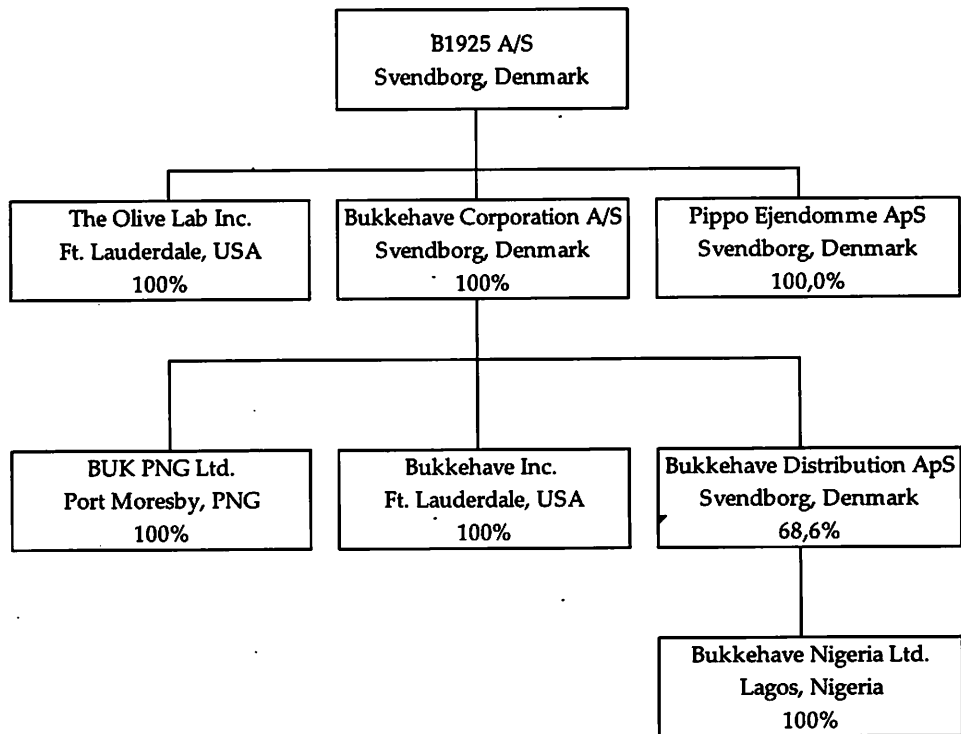 B1925 A/S
Svendborg, Denmark
The Olive Lab Inc.
Ft. Lauderdale, USA
100%
Bukkehave Corporation A/S
Svendborg, Denmark
100%
Pippo Ejendomme ApS
Svendborg, Denmark
100,0%
BUK PNG Ltd.
Port Moresby, PNG
100%
Bukkehave Inc.
Ft. Lauderdale, USA
100%
Bukkehave Distribution ApS
Svendborg, Denmark
68,6%
Bukkehave Nigeria Ltd.
Lagos, Nigeria
100%